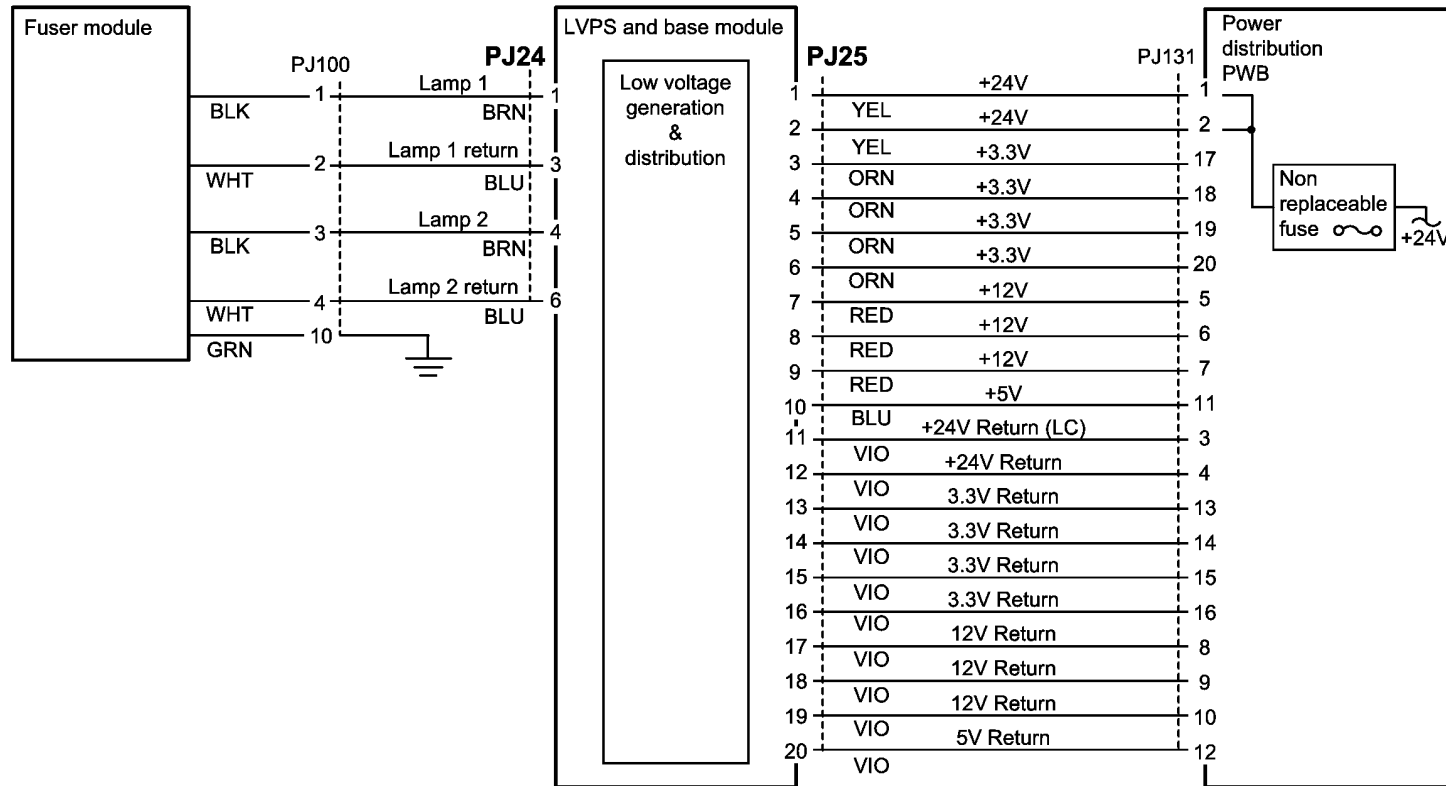 Fuser module
PJ100
PJ24
1
Lamp 1
1
BLK
BRN
2
Lamp 1 return
3
WHT
BLU
3
Lamp 2
4
BLK
BRN
4
Lamp 2 return
6
WHT
BLU
10
GRN
LVPS and base module
Low voltage
generation
&
distribution
PJ25
PJ131
1
+24V
1
YEL
2
+24V
2
YEL
3
+3.3V
17
ORN
4
+3.3V
18
ORN
5
+3.3V
19
ORN
6
+3.3V
20
ORN
7
+12V
5
RED
8
+12V
6
RED
9
+12V
7
RED
10
+5V
11
BLU
11
+24V Return (LC)
3
VIO
12
+24V Return
4
VIO
13
3.3V Return
13
VIO
14
3.3V Return
14
VIO
15
3.3V Return
15
VIO
16
3.3V Return
16
VIO
17
12V Return
8
VIO
18
12V Return
9
VIO
19
12V Return
10
VIO
20
5V Return
12
VIO
Power
distribution
PWB
Non
replaceable
fuse
+24V